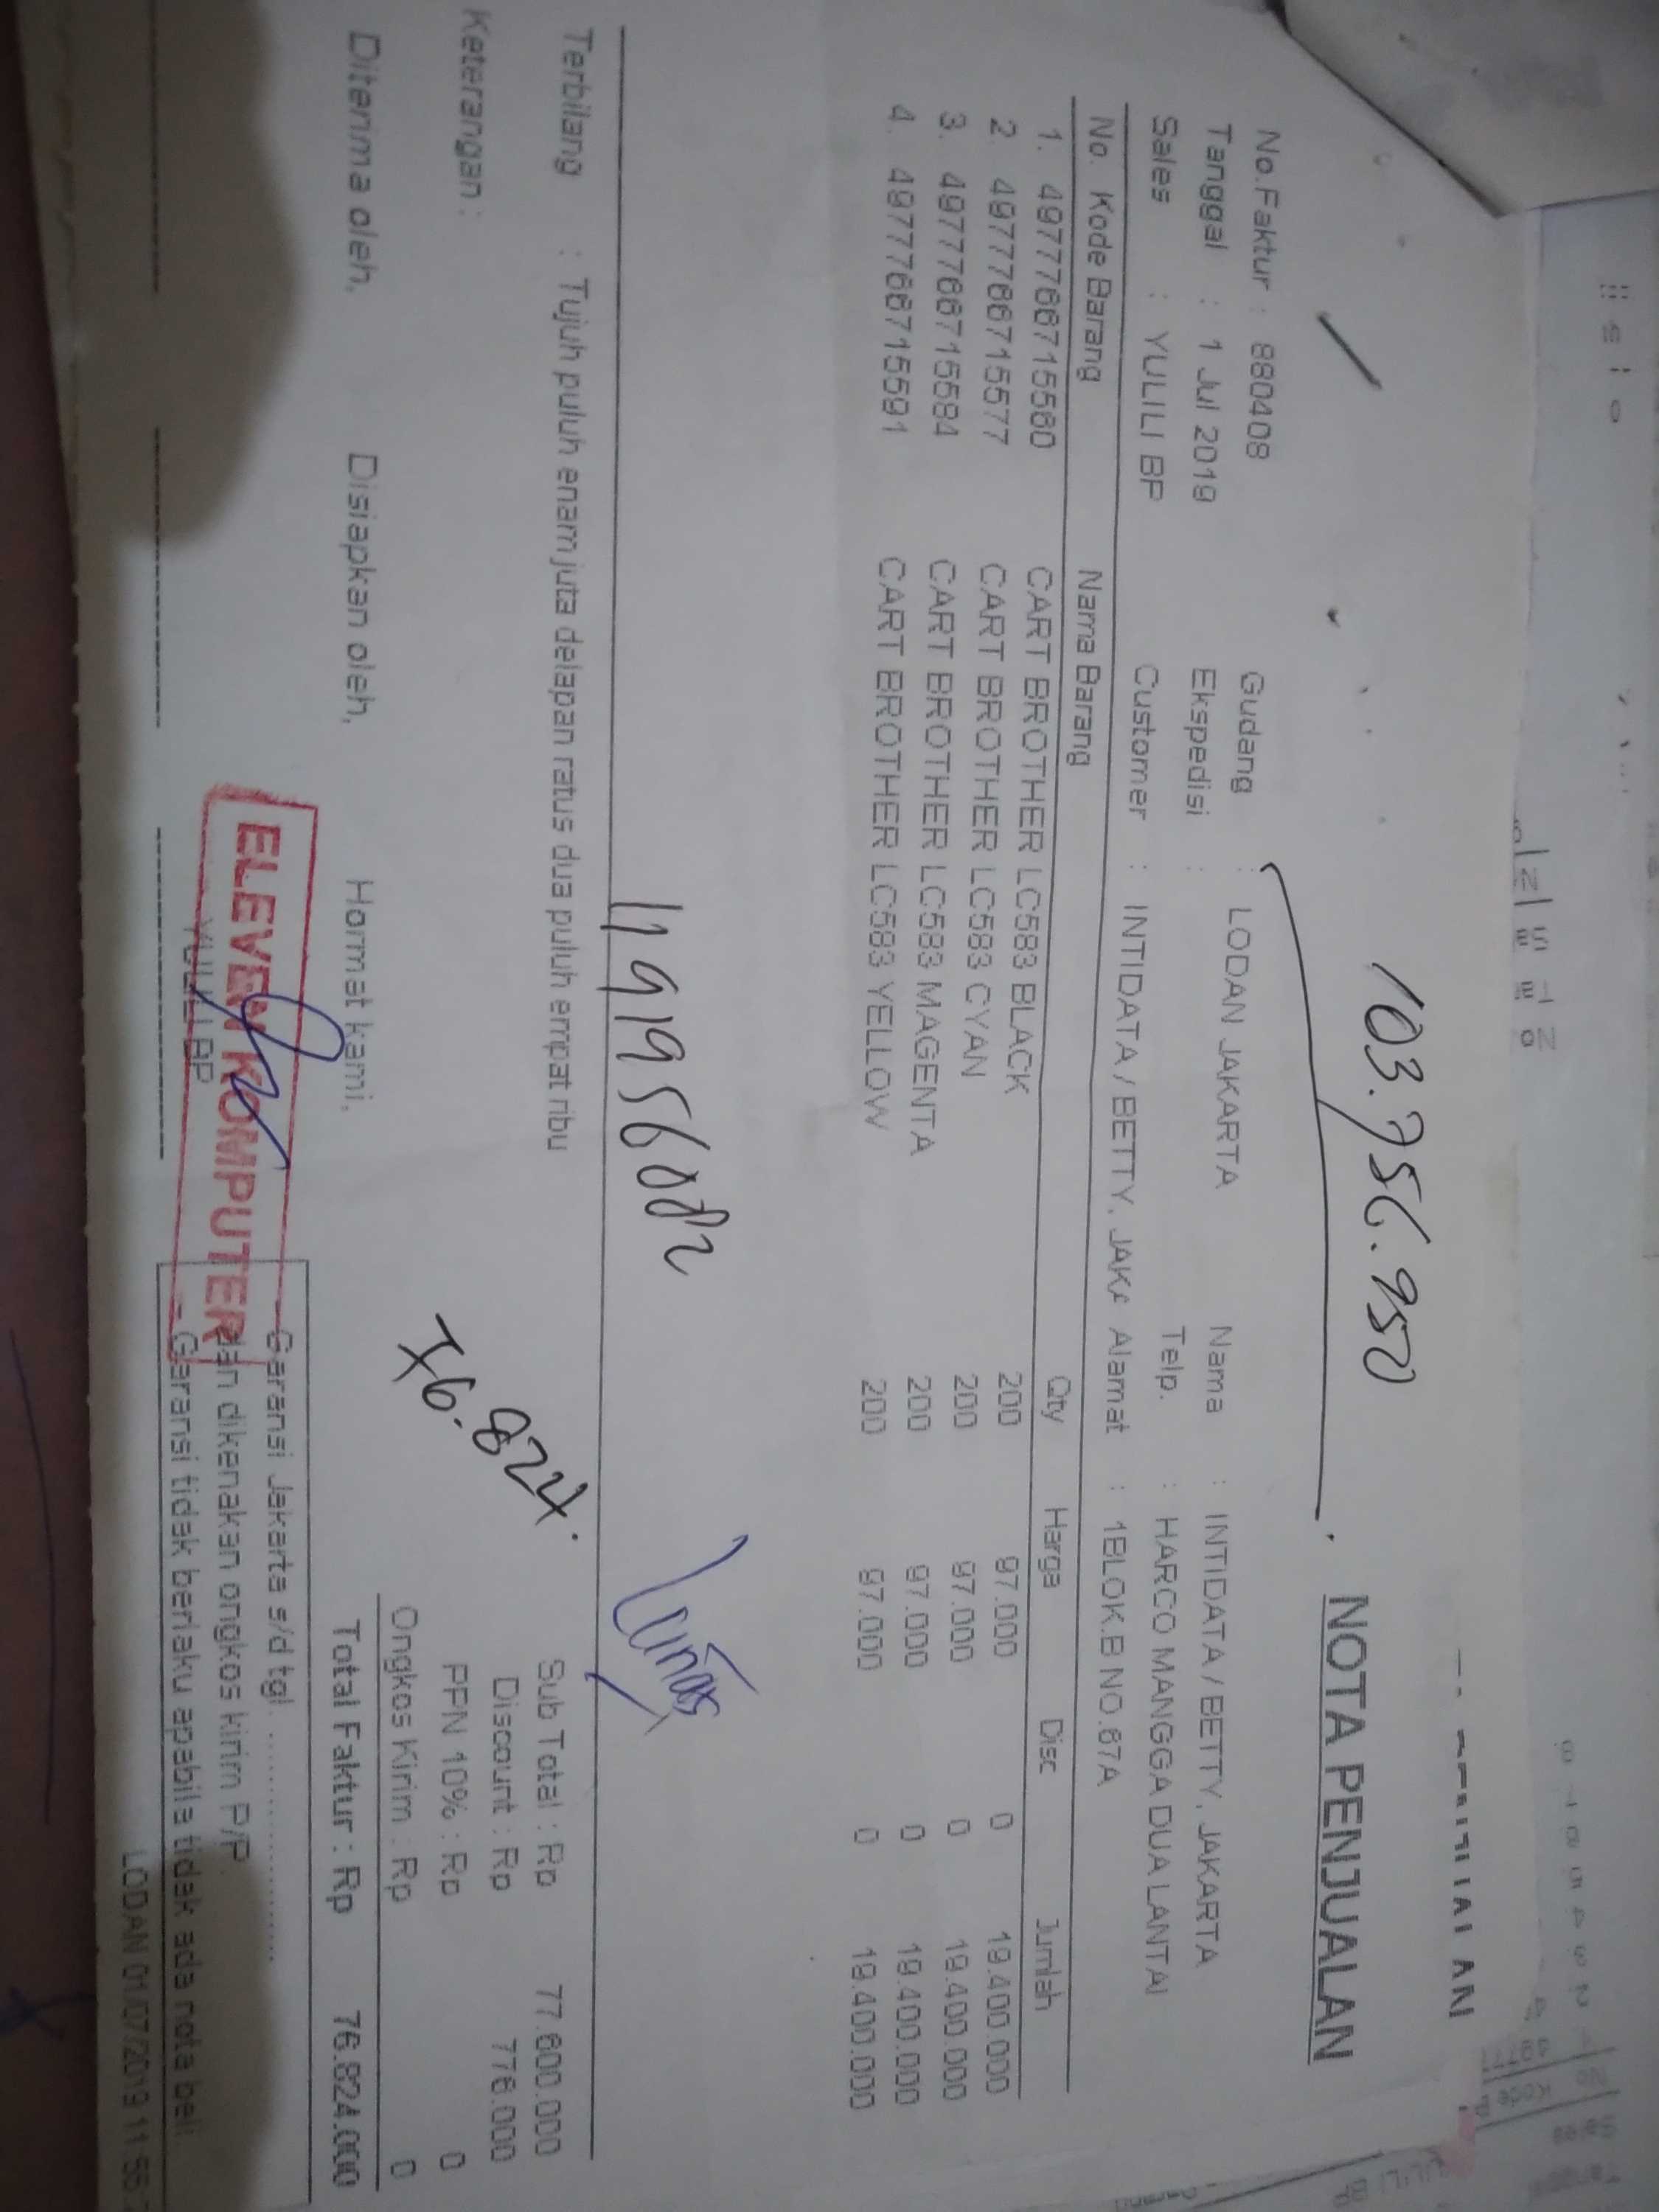 103.756.950
NOTA PENJUALAN
No.Faktur : 880408
Gudang : LODAN JAKARTA
Nama : INTIDATA / BETTY, JAKARTA
Tanggal : 1 Jul 2019
Ekspedisi :
Telp. : HARCO MANGGA DUA LANTAI
Sales : YULILI BP
Customer : INTIDATA / BETTY, JAKA
Alamat : 1BLOK.B NO.67A
No. Kode Barang Nama Barang Qty Harga Disc Jumlah
1. 4977766715560 CART BROTHER LC583 BLACK 200 97.000 0 19.400.000
2 4977766715577 CART BROTHER LC583 CYAN 200 97.000 0 19.400.000
3. 4977766715584 CART BROTHER LC583 MAGENTA 200 97.000 0 19.400.000
4. 4977766715591 CART BROTHER LC583 YELLOW 200 97.000 0 19.400.000
Lunas
Terbilang : Tujuh puluh enam juta delapan ratus dua puluh empat ribu
Sub Total : Rp 77.600.000
Discount : Rp 776.000
Keterangan :
PPN 10% : Rp 0
Ongkos Kirim : Rp 0
Total Faktur : Rp 76.824.000
Diterima oleh,
Disiapkan oleh,
Hormat kami,
ELEVEN KOMPUTER
YULILI BP
Garansi Jakarta s/d tgl. ....................
dan dikenakan ongkos kirim P/P
Garansi tidak berlaku apabila tidak ada nota beli
LODAN 01/07/2019 11:55